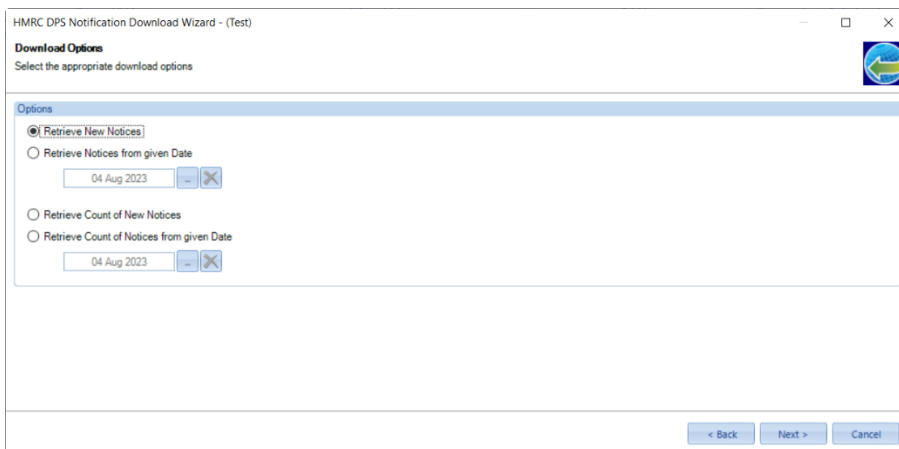 HMRC DPS Notification Download Wizard - (Test)
Download Options
Select the appropriate download options
Options
Retrieve New Notices
Retrieve Notices from given Date
04 Aug 2023
...
Retrieve Count of New Notices
Retrieve Count of Notices from given Date
04 Aug 2023
...
< Back Next > Cancel